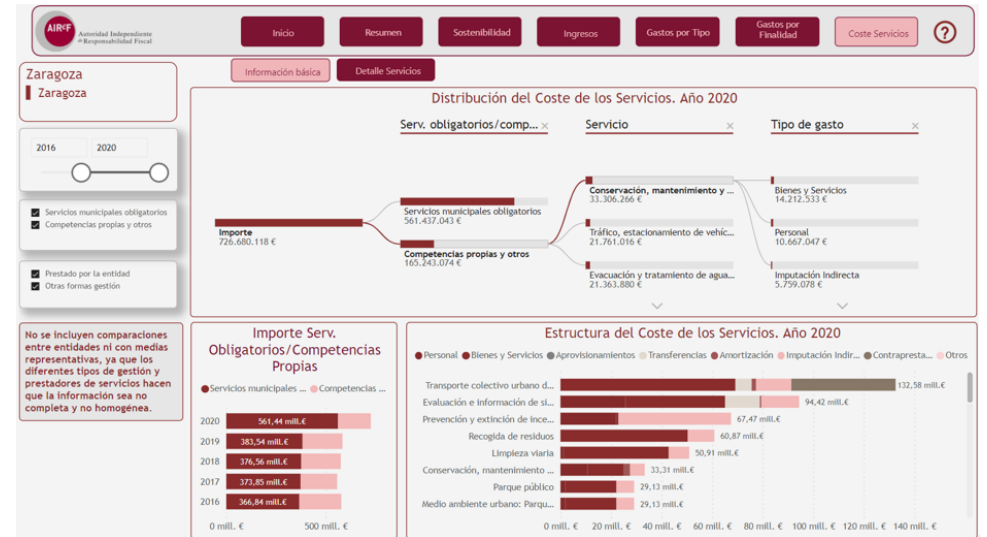 AIReF
Autoridad Independiente
de Responsabilidad Fiscal
Inicio
Resumen
Sostenibilidad
Ingresos
Gastos por Tipo
Gastos por
Finalidad
Coste Servicios
?
Zaragoza
Zaragoza
Información básica
Detalle Servicios
2016
2020
Servicios municipales obligatorios
Competencias propias y otros
Prestado por la entidad
Otras formas gestión
No se incluyen comparaciones
entre entidades ni con medias
representativas, ya que los
diferentes tipos de gestión y
prestadores de servicios hacen
que la información sea no
completa y no homogénea.
Distribución del Coste de los Servicios. Año 2020
Serv. obligatorios/comp... ×
Servicio ×
Tipo de gasto ×
Importe
726.680.118 €
Servicios municipales obligatorios
561.437.043 €
Competencias propias y otros
165.243.074 €
Conservación, mantenimiento y ...
33.306.266 €
Tráfico, estacionamiento de vehíc...
21.761.016 €
Evacuación y tratamiento de agua...
21.363.880 €
Bienes y Servicios
14.212.533 €
Personal
10.667.047 €
Imputación Indirecta
5.759.078 €
Importe Serv.
Obligatorios/Competencias
Propias
Servicios municipales ... Competencias ...
2020 561,44 mill.€
2019 383,54 mill.€
2018 376,56 mill.€
2017 373,85 mill.€
2016 366,84 mill.€
0 mill. € 500 mill. €
Estructura del Coste de los Servicios. Año 2020
Personal Bienes y Servicios Aprovisionamientos Transferencias Amortización Imputación Indir... Contrapresta... Otros
Transporte colectivo urbano d... 132,58 mill.€
Evaluación e información de si... 94,42 mill.€
Prevención y extinción de ince... 67,47 mill.€
Recogida de residuos 60,87 mill.€
Limpieza viaria 50,91 mill.€
Conservación, mantenimiento ... 33,31 mill.€
Parque público 29,13 mill.€
Medio ambiente urbano: Parqu... 29,13 mill.€
0 mill. € 20 mill. € 40 mill. € 60 mill. € 80 mill. € 100 mill. € 120 mill. € 140 mill. €